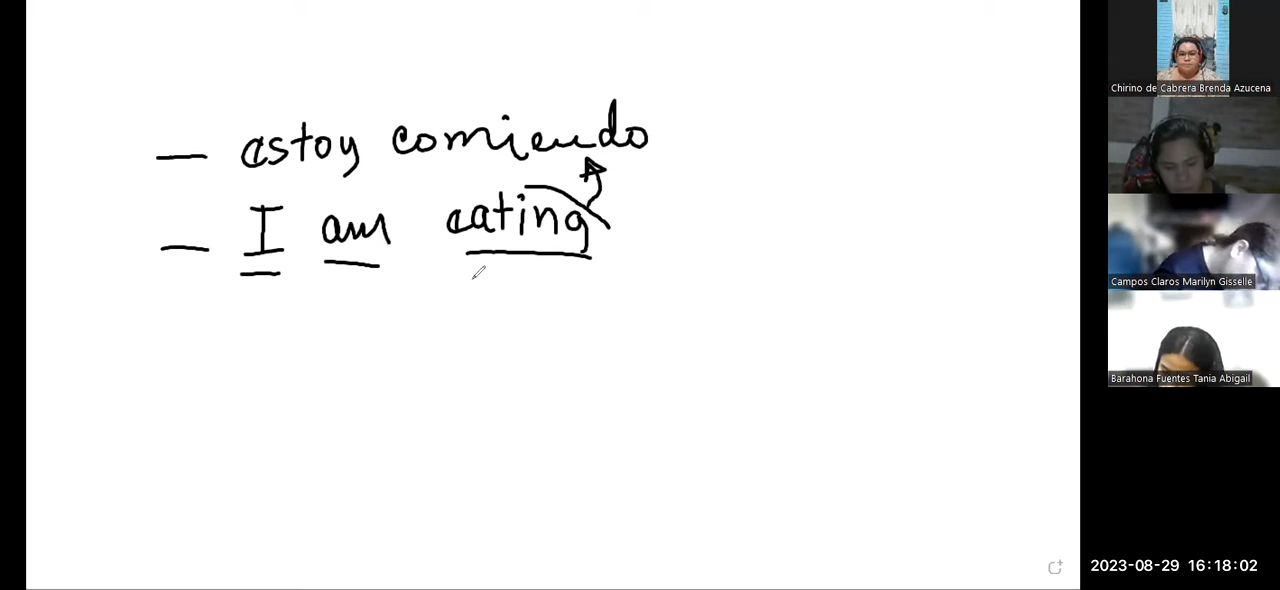 — estoy comiendo
— I am eating
Chirino de Cabrera Brenda Azucena
Campos Claros Marilyn Gisselle
Barahona Fuentes Tania Abigail
2023-08-29 16:18:02